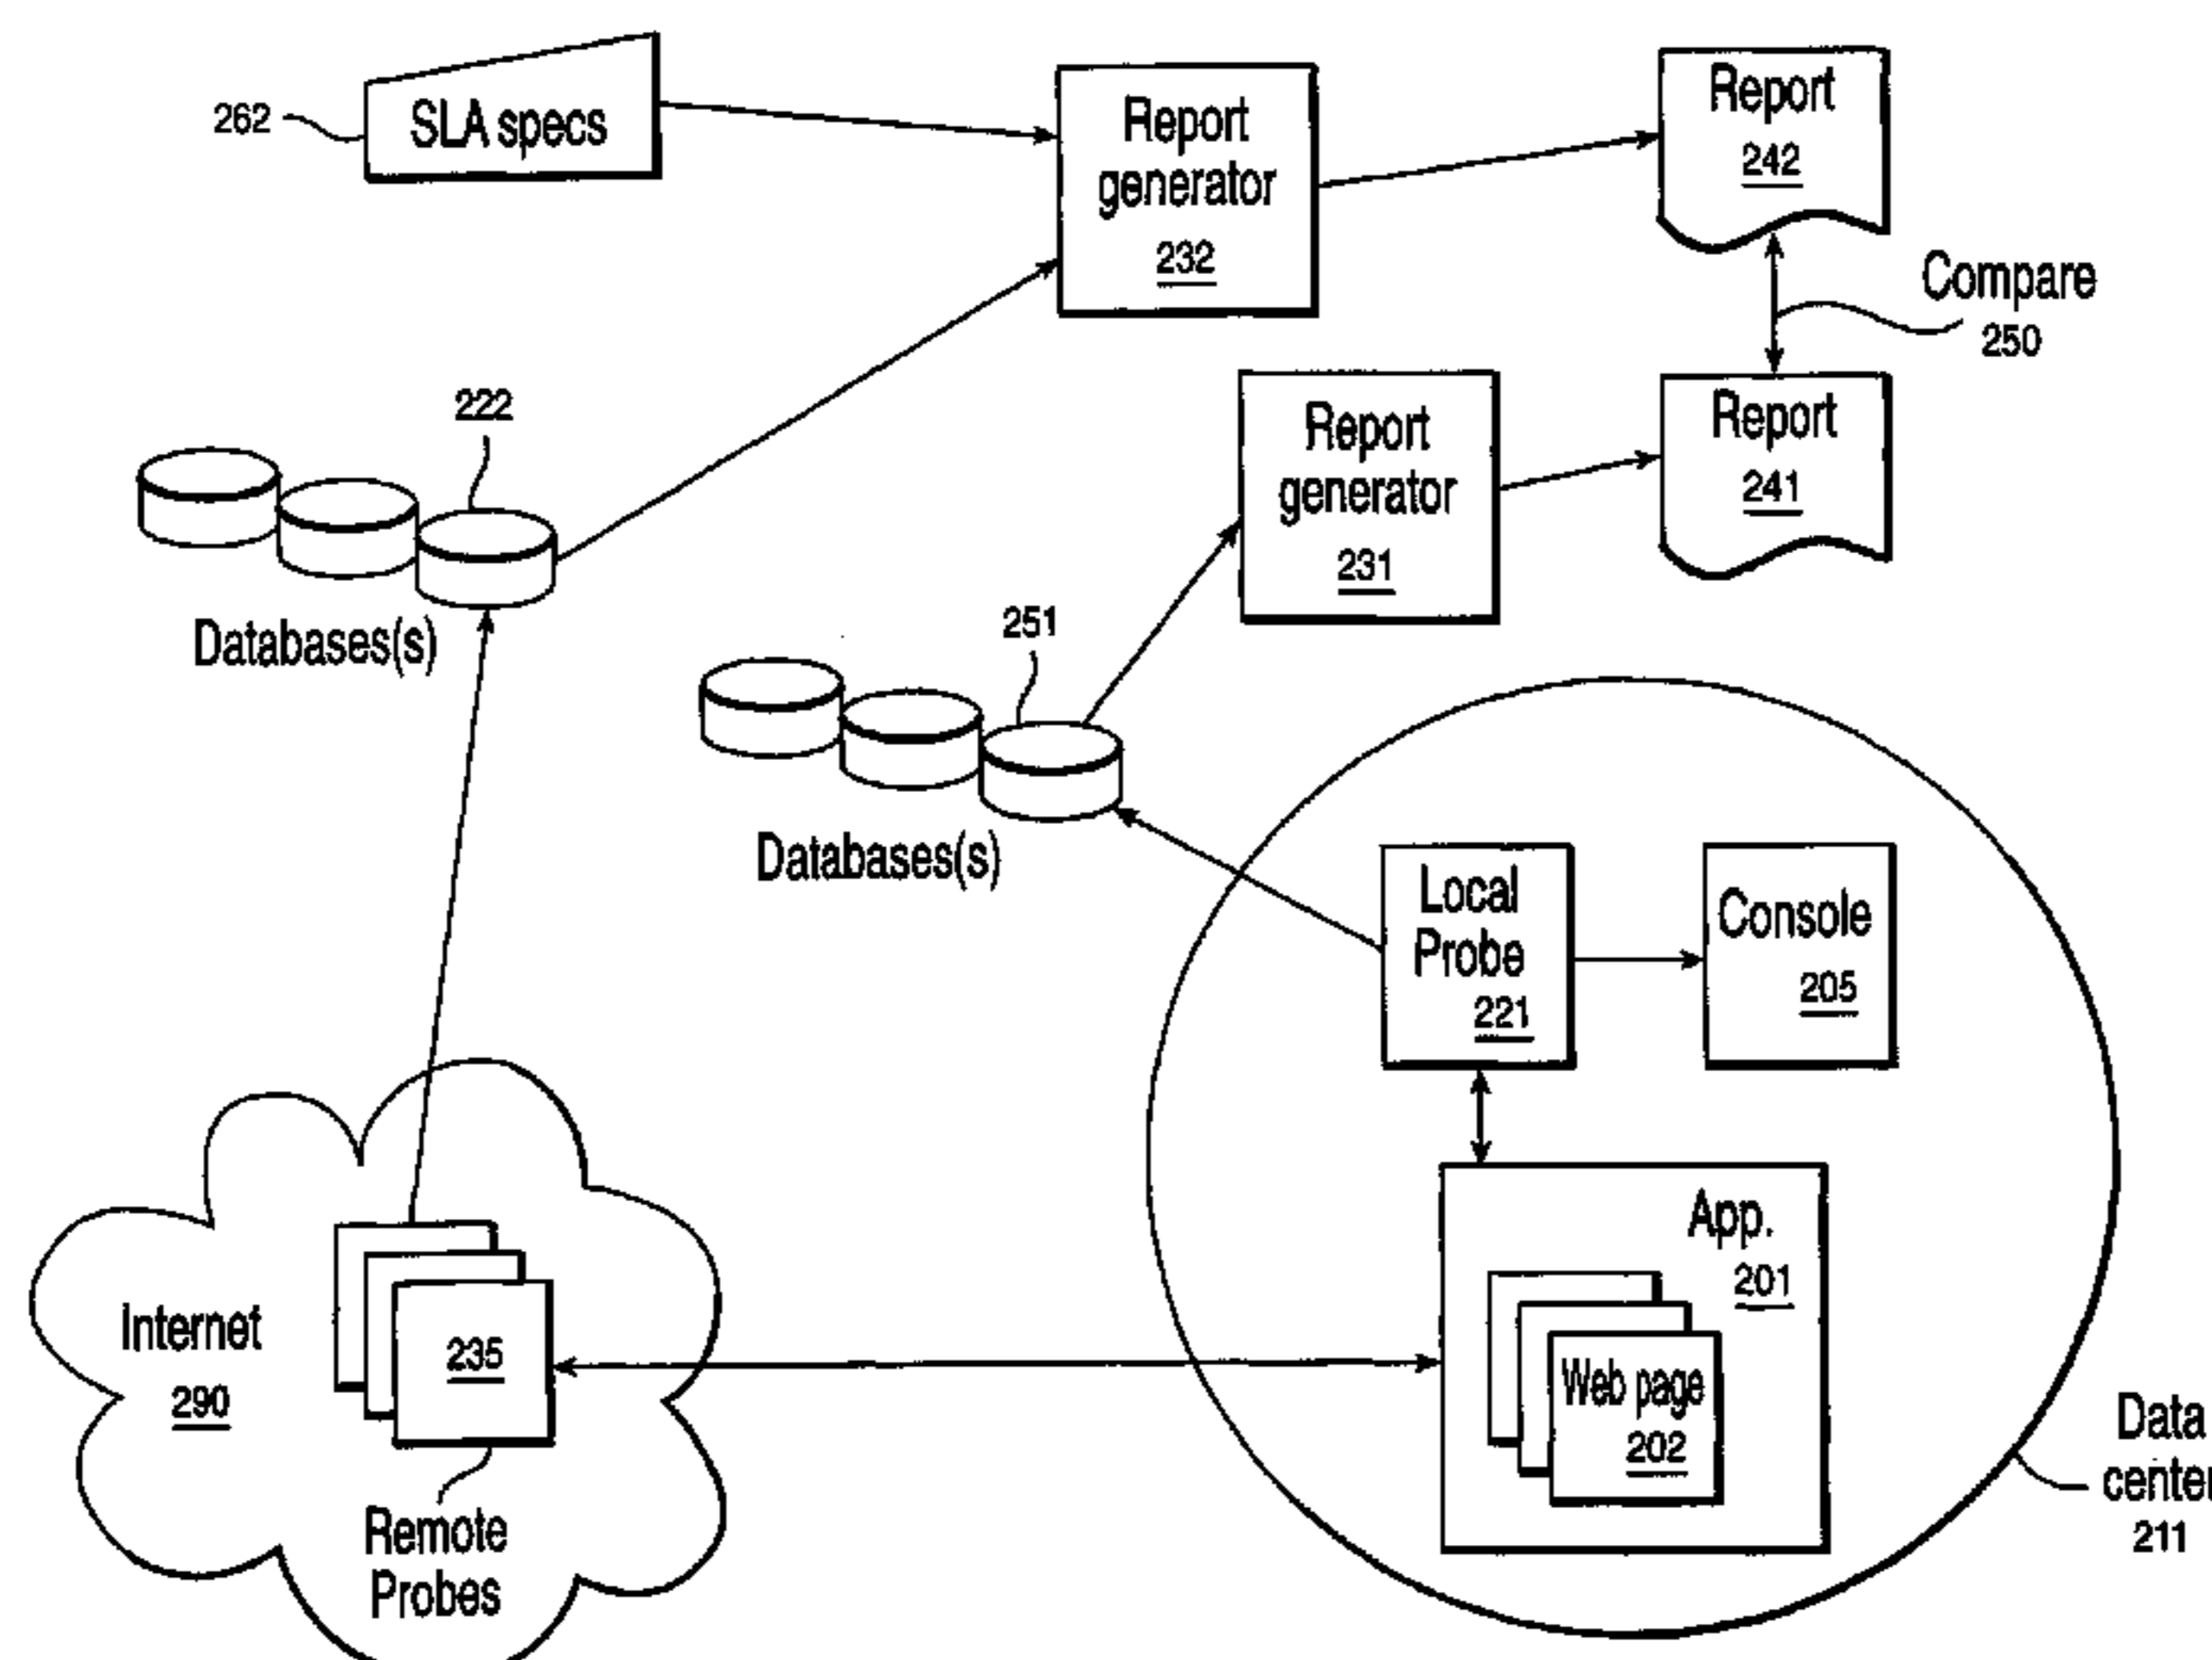 262
SLA specs
Report
generator
232
Report
242
Compare
250
222
Databases(s)
Report
generator
231
Report
241
251
Databases(s)
Local
Probe
221
Console
205
App.
201
Web page
202
Internet
290
235
Remote
Probes
Data
center
211